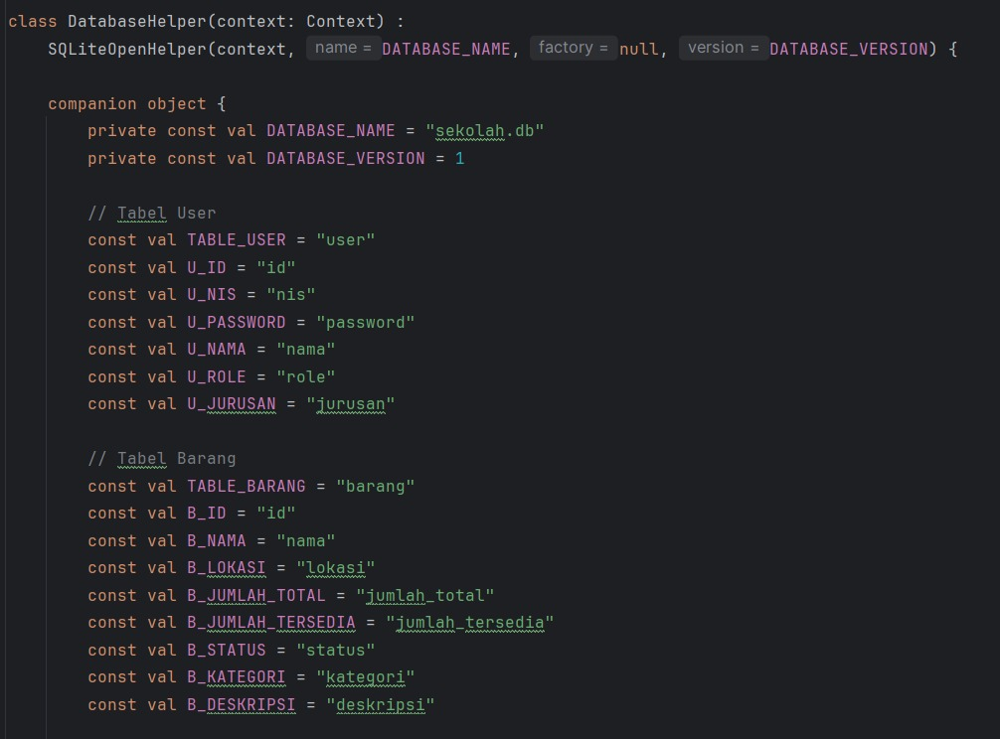 class DatabaseHelper(context: Context) :
    SQLiteOpenHelper(context, name = DATABASE_NAME, factory = null, version = DATABASE_VERSION) {
    companion object {
        private const val DATABASE_NAME = "sekolah.db"
        private const val DATABASE_VERSION = 1
        // Tabel User
        const val TABLE_USER = "user"
        const val U_ID = "id"
        const val U_NIS = "nis"
        const val U_PASSWORD = "password"
        const val U_NAMA = "nama"
        const val U_ROLE = "role"
        const val U_JURUSAN = "jurusan"
        // Tabel Barang
        const val TABLE_BARANG = "barang"
        const val B_ID = "id"
        const val B_NAMA = "nama"
        const val B_LOKASI = "lokasi"
        const val B_JUMLAH_TOTAL = "jumlah_total"
        const val B_JUMLAH_TERSEDIA = "jumlah_tersedia"
        const val B_STATUS = "status"
        const val B_KATEGORI = "kategori"
        const val B_DESKRIPSI = "deskripsi"